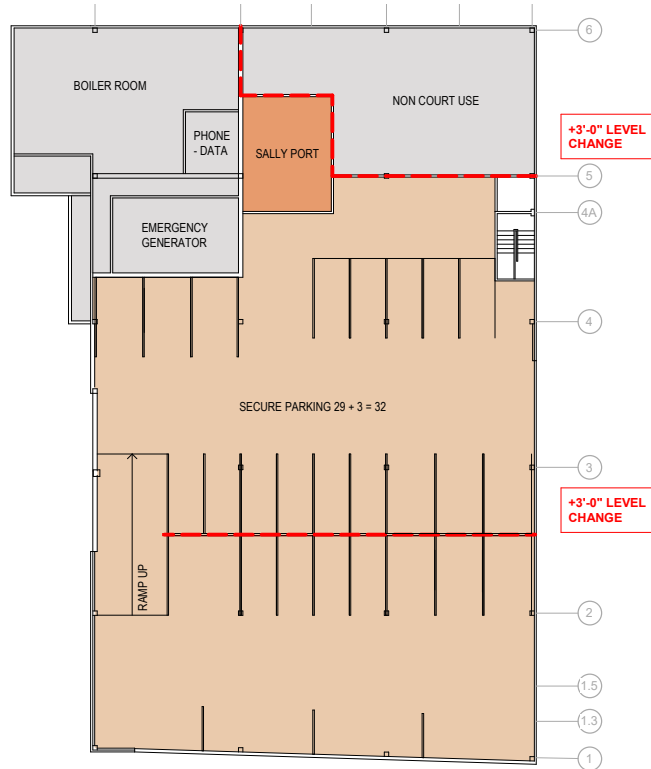 6
BOILER ROOM
NON COURT USE
+3'-0" LEVEL
CHANGE
PHONE
- DATA
SALLY PORT
5
4A
EMERGENCY
GENERATOR
4
SECURE PARKING 29 + 3 = 32
3
+3'-0" LEVEL
CHANGE
RAMP UP
2
1.5
1.3
1